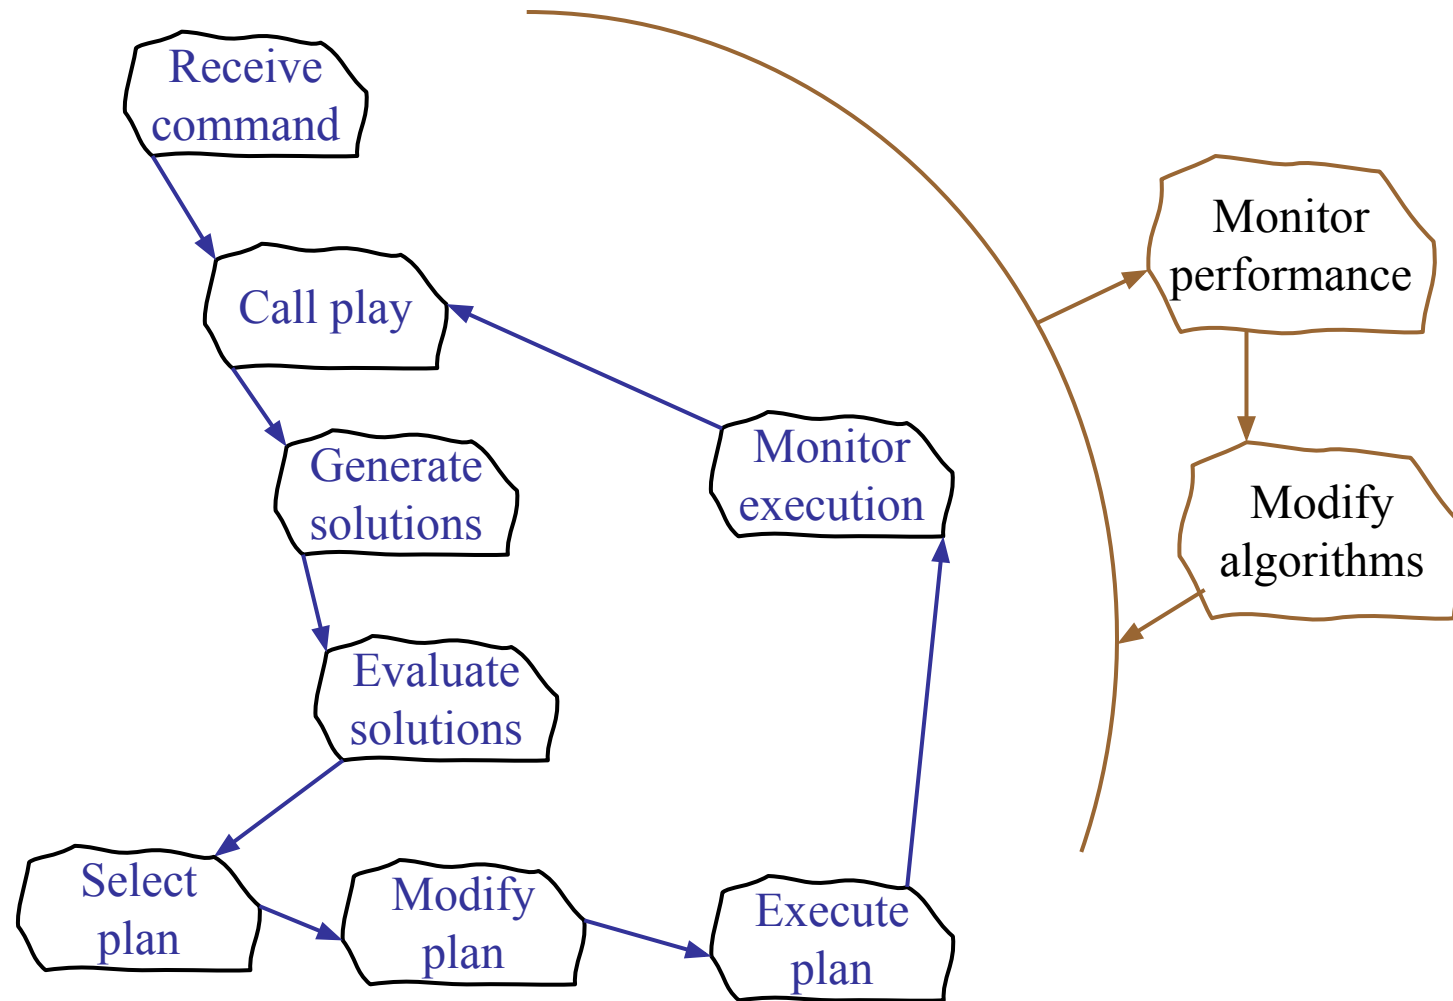 Receive
command
Call play
Generate
solutions
Evaluate
solutions
Select
plan
Modify
plan
Execute
plan
Monitor
execution
Monitor
performance
Modify
algorithms